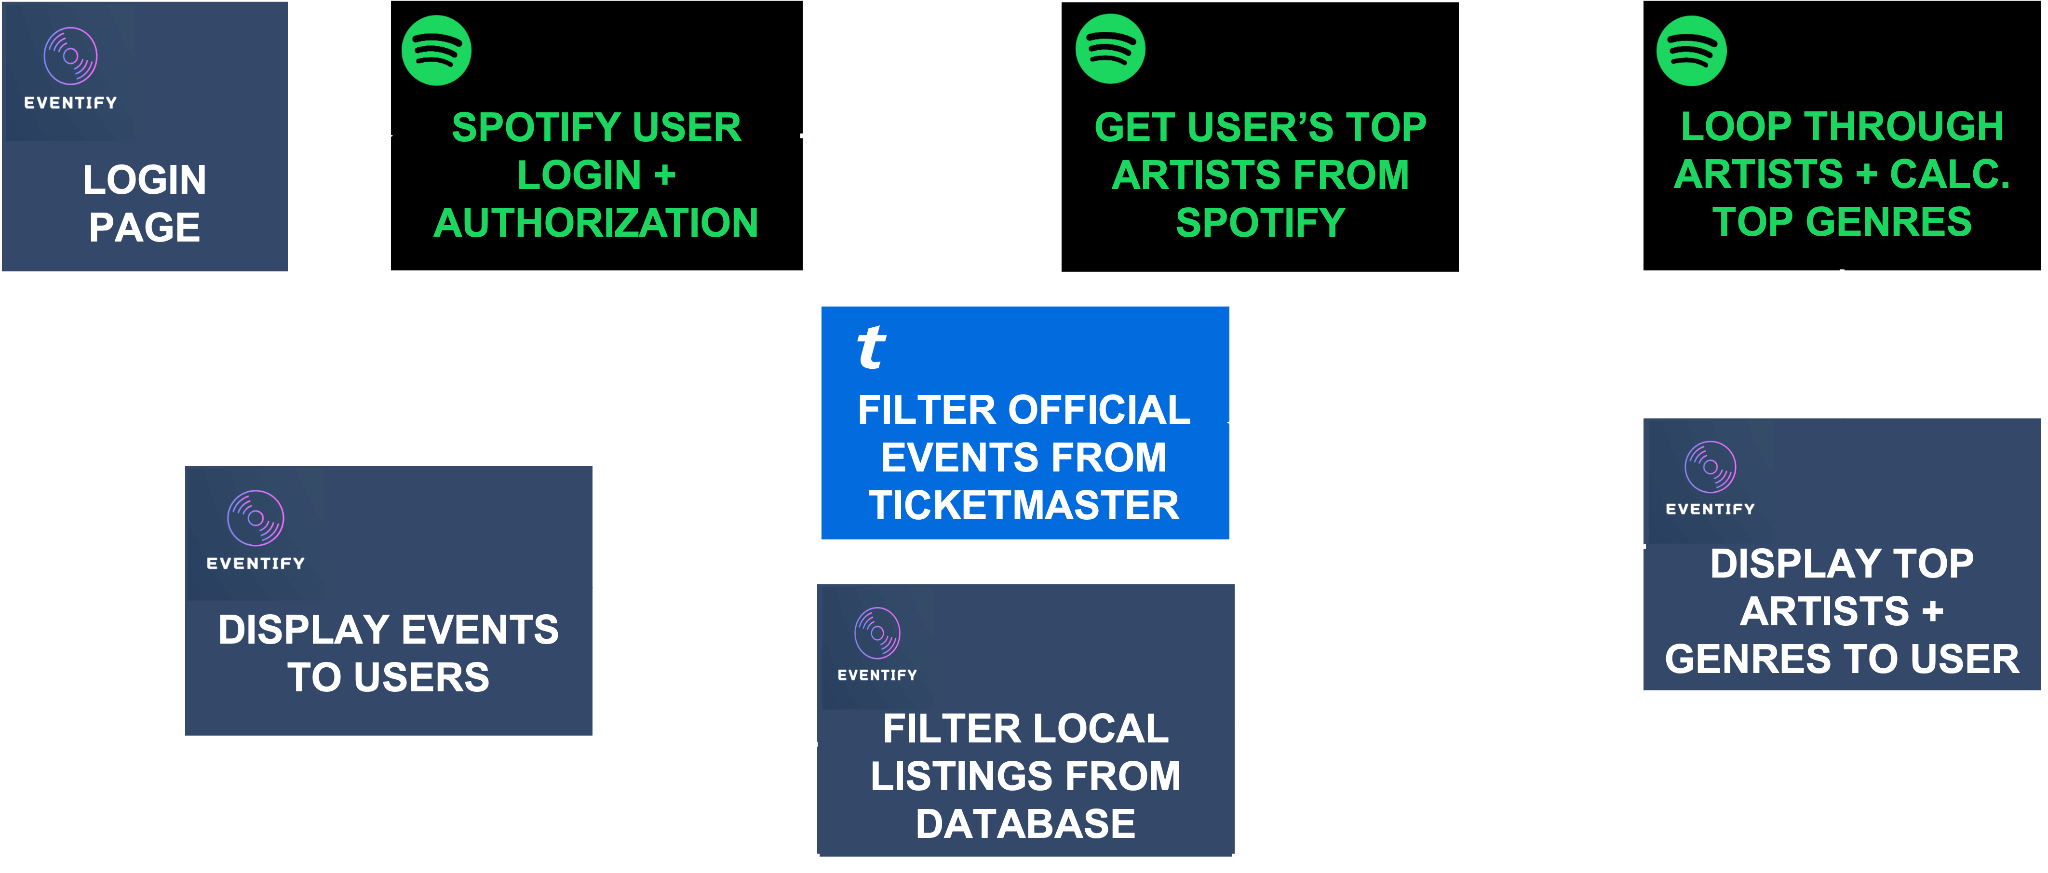 EVENTIFY
LOGIN
PAGE
SPOTIFY USER
LOGIN +
AUTHORIZATION
GET USER’S TOP
ARTISTS FROM
SPOTIFY
LOOP THROUGH
ARTISTS + CALC.
TOP GENRES
t
FILTER OFFICIAL
EVENTS FROM
TICKETMASTER
EVENTIFY
DISPLAY TOP
ARTISTS +
GENRES TO USER
EVENTIFY
DISPLAY EVENTS
TO USERS
EVENTIFY
FILTER LOCAL
LISTINGS FROM
DATABASE